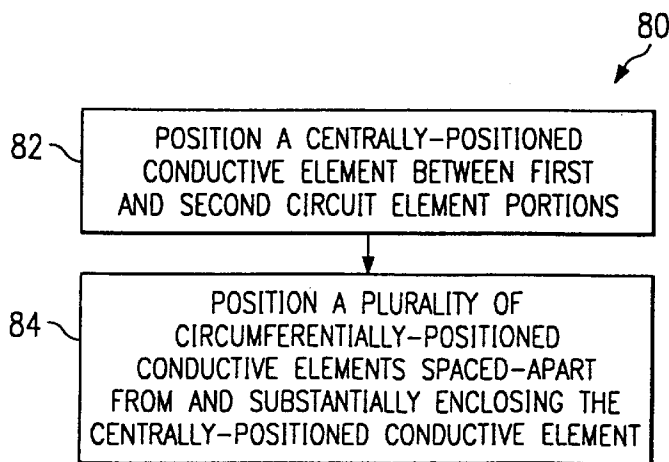 80
82
POSITION A CENTRALLY-POSITIONED
CONDUCTIVE ELEMENT BETWEEN FIRST
AND SECOND CIRCUIT ELEMENT PORTIONS
84
POSITION A PLURALITY OF
CIRCUMFERENTIALLY-POSITIONED
CONDUCTIVE ELEMENTS SPACED-APART
FROM AND SUBSTANTIALLY ENCLOSING THE
CENTRALLY-POSITIONED CONDUCTIVE ELEMENT